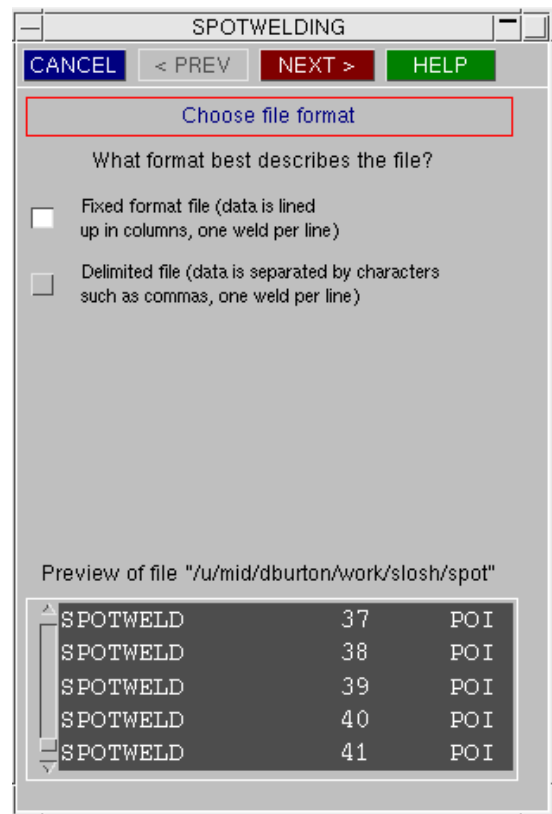 SPOTWELDING
CANCEL < PREV NEXT > HELP
Choose file format
What format best describes the file?
Fixed format file (data is lined
up in columns, one weld per line)
Delimited file (data is separated by characters
such as commas, one weld per line)
Preview of file "/u/mid/dburton/work/slosh/spot"
SPOTWELD 37 POI
SPOTWELD 38 POI
SPOTWELD 39 POI
SPOTWELD 40 POI
SPOTWELD 41 POI